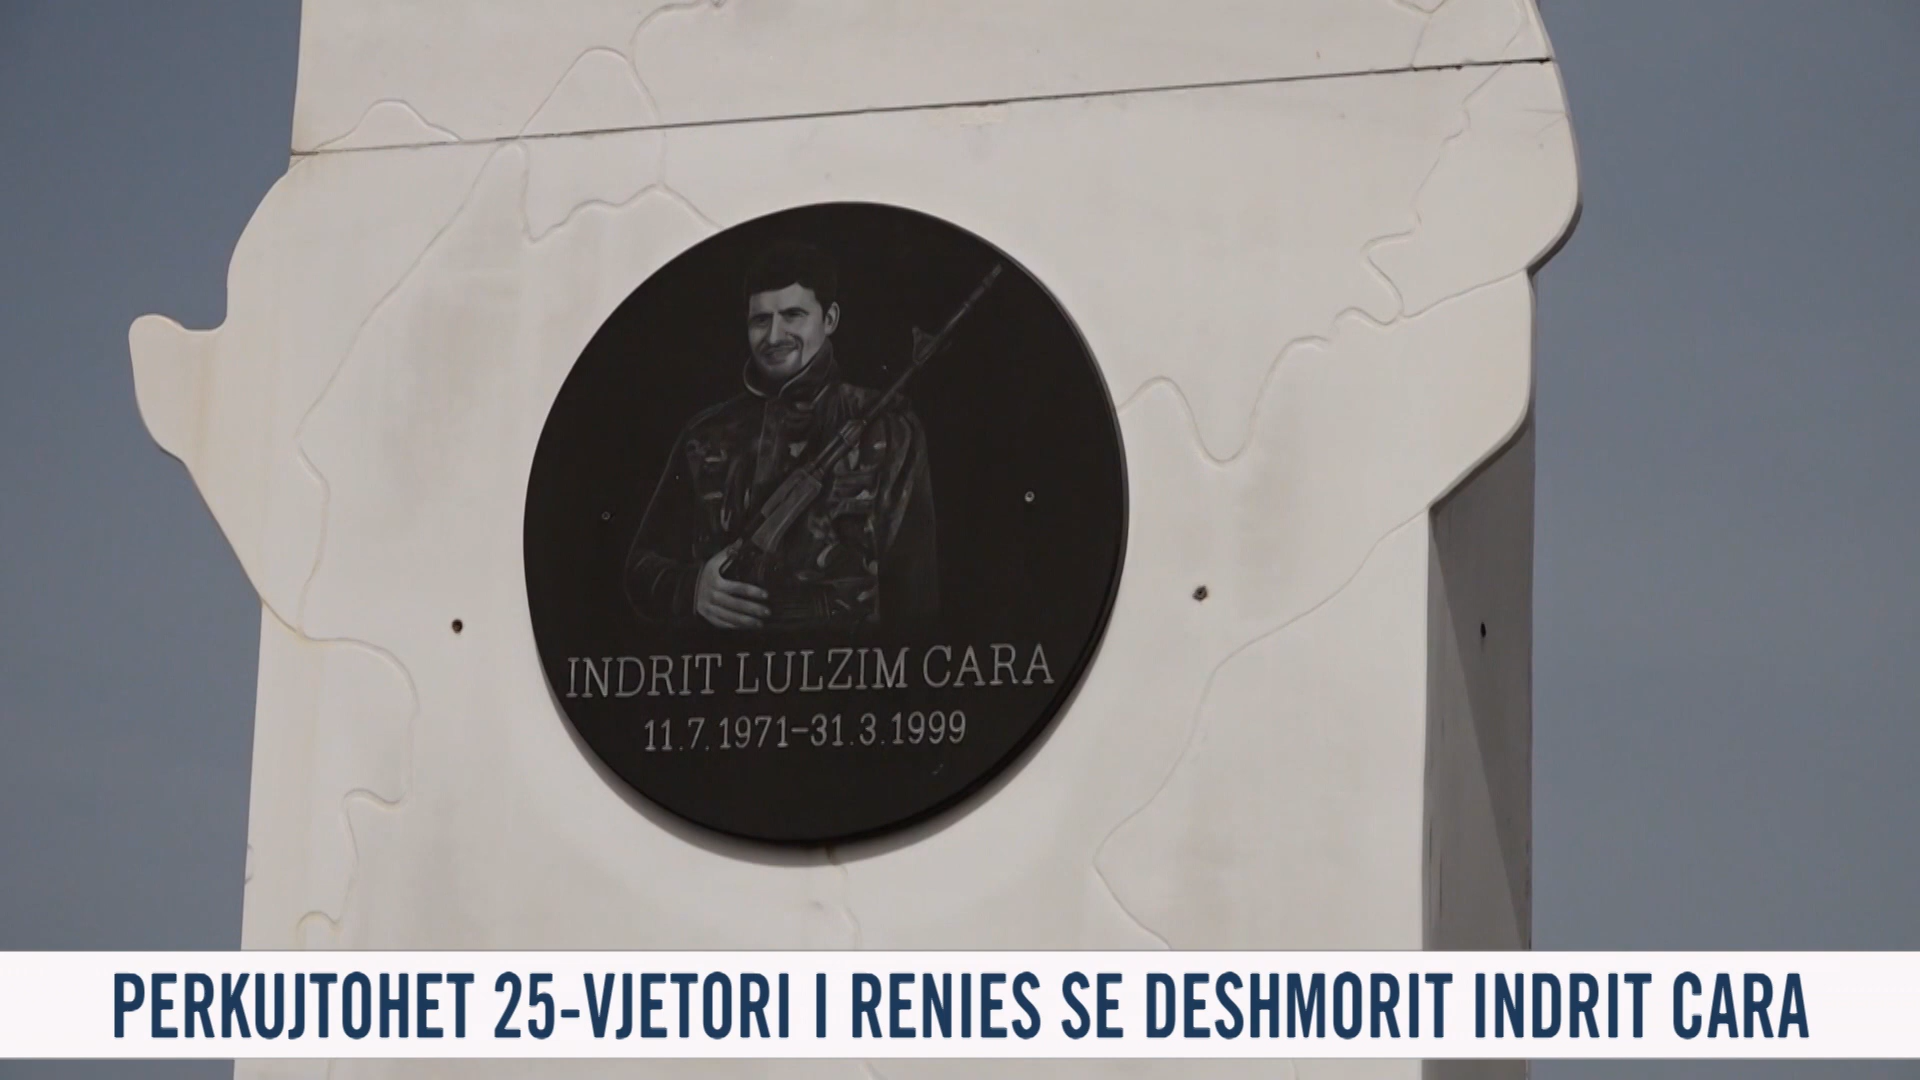 INDRIT LULZIM CARA
11.7.1971-31.3.1999
PERKUJTOHET 25-VJETORI I RENIES SE DESHMORIT INDRIT CARA